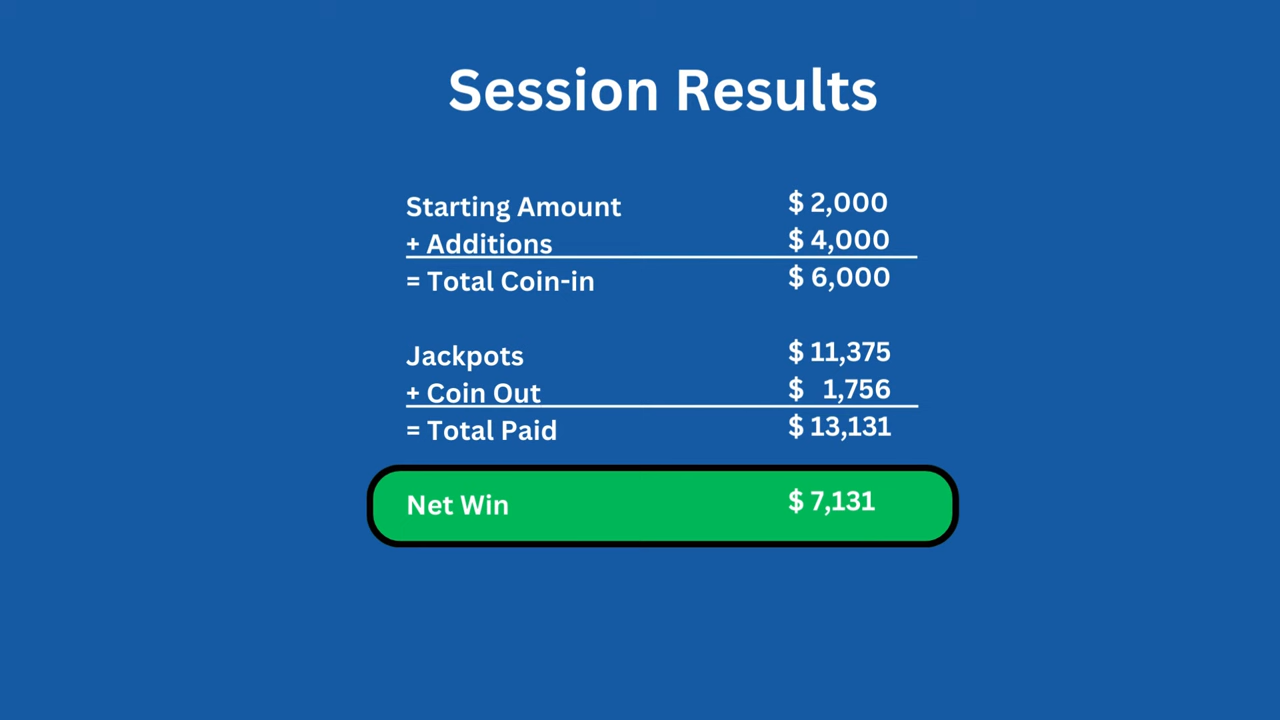 Session Results
Starting Amount $ 2,000
+ Additions $ 4,000
= Total Coin-in $ 6,000
Jackpots $ 11,375
+ Coin Out $ 1,756
= Total Paid $ 13,131
Net Win $ 7,131